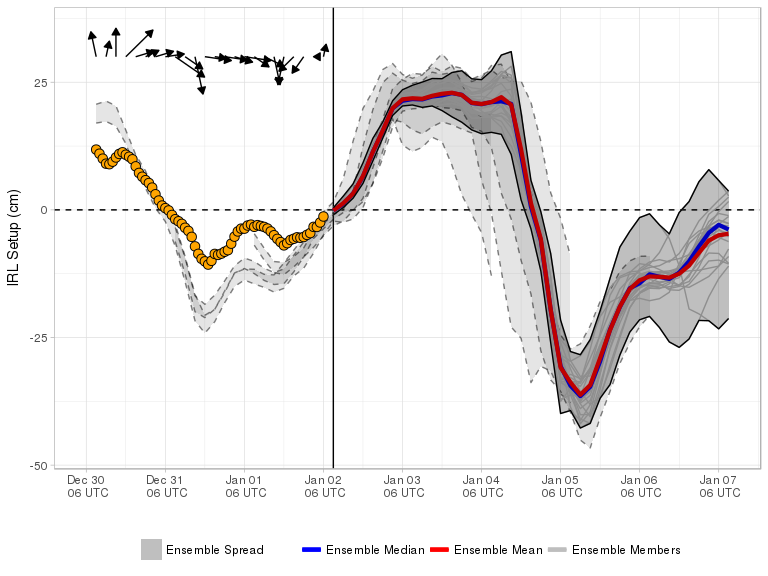 IRL Setup (cm)
25
0
-25
-50
Dec 30 Dec 31 Jan 01 Jan 02 Jan 03 Jan 04 Jan 05 Jan 06 Jan 07
06 UTC 06 UTC 06 UTC 06 UTC 06 UTC 06 UTC 06 UTC 06 UTC 06 UTC
Ensemble Spread Ensemble Median Ensemble Mean Ensemble Members